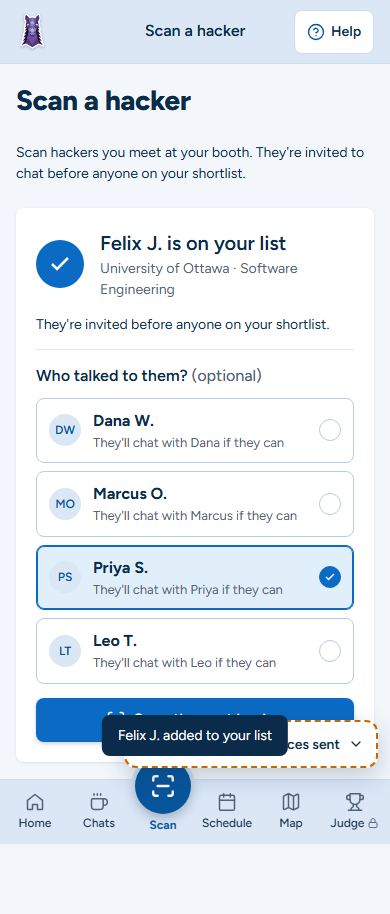 Scan a hacker
Help
Scan a hacker
Scan hackers you meet at your booth. They're invited to
chat before anyone on your shortlist.
Felix J. is on your list
University of Ottawa · Software
Engineering
They're invited before anyone on your shortlist.
Who talked to them? (optional)
DW
Dana W.
They'll chat with Dana if they can
MO
Marcus O.
They'll chat with Marcus if they can
PS
Priya S.
They'll chat with Priya if they can
LT
Leo T.
They'll chat with Leo if they can
Felix J. added to your list
sent
Home
Chats
Scan
Schedule
Map
Judge